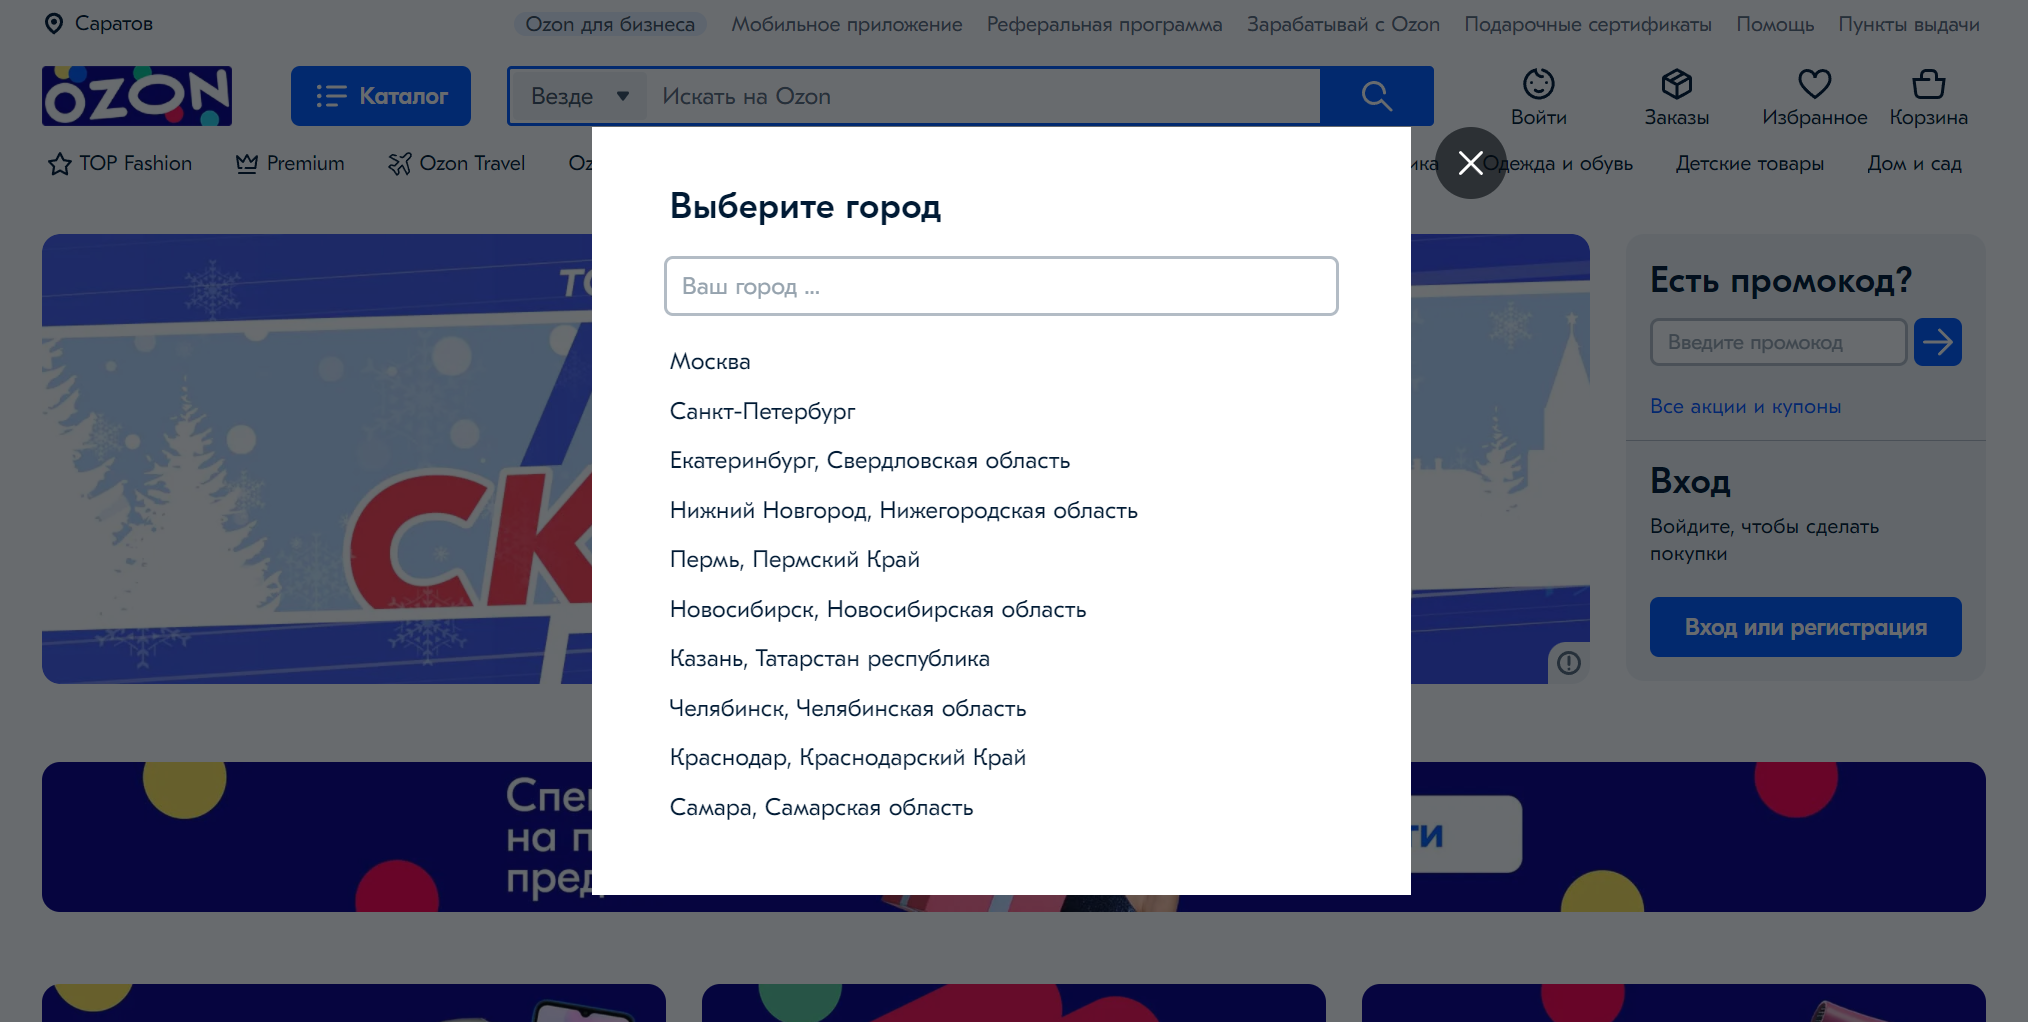 Саратов
Ozon для бизнеса Мобильное приложение Реферальная программа Зарабатывай с Ozon Подарочные сертификаты Помощь Пункты выдачи
OZON
Каталог
Везде Искать на Ozon
Войти Заказы Избранное Корзина
TOP Fashion Premium Ozon Travel Oz ика Одежда и обувь Детские товары Дом и сад
Выберите город
Ваш город ...
Москва
Санкт-Петербург
Екатеринбург, Свердловская область
Нижний Новгород, Нижегородская область
Пермь, Пермский Край
Новосибирск, Новосибирская область
Казань, Татарстан республика
Челябинск, Челябинская область
Краснодар, Краснодарский Край
Самара, Самарская область
СК
Есть промокод?
Введите промокод
Все акции и купоны
Вход
Войдите, чтобы сделать
покупки
Вход или регистрация
Спе
на п
пред
ти